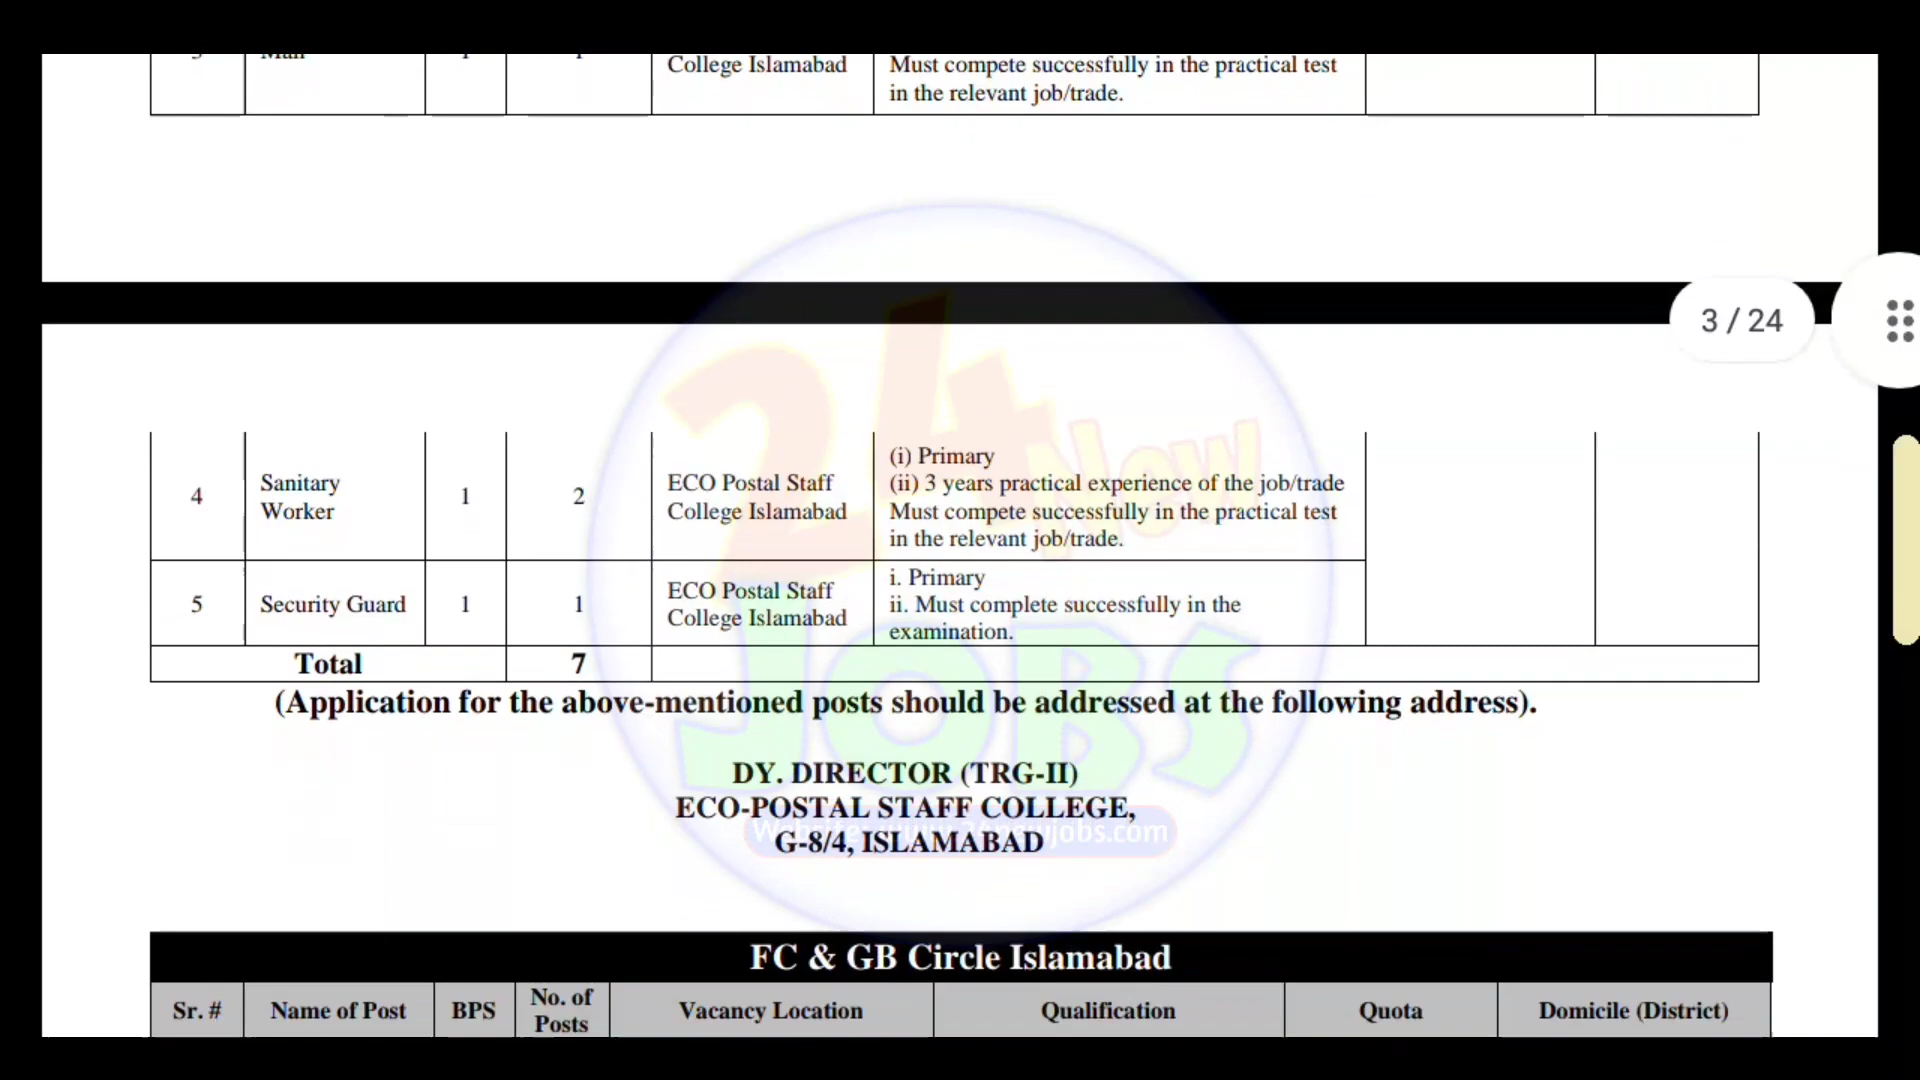 College Islamabad
Must compete successfully in the practical test
in the relevant job/trade.
3 / 24
4
Sanitary
Worker
1
2
ECO Postal Staff
College Islamabad
(i) Primary
(ii) 3 years practical experience of the job/trade
Must compete successfully in the practical test
in the relevant job/trade.
5
Security Guard
1
1
ECO Postal Staff
College Islamabad
i. Primary
ii. Must complete successfully in the
examination.
Total
7
(Application for the above-mentioned posts should be addressed at the following address).
DY. DIRECTOR (TRG-II)
ECO-POSTAL STAFF COLLEGE,
G-8/4, ISLAMABAD
24 New
JOBS
FC & GB Circle Islamabad
Sr. #
Name of Post
BPS
No. of
Posts
Vacancy Location
Qualification
Quota
Domicile (District)